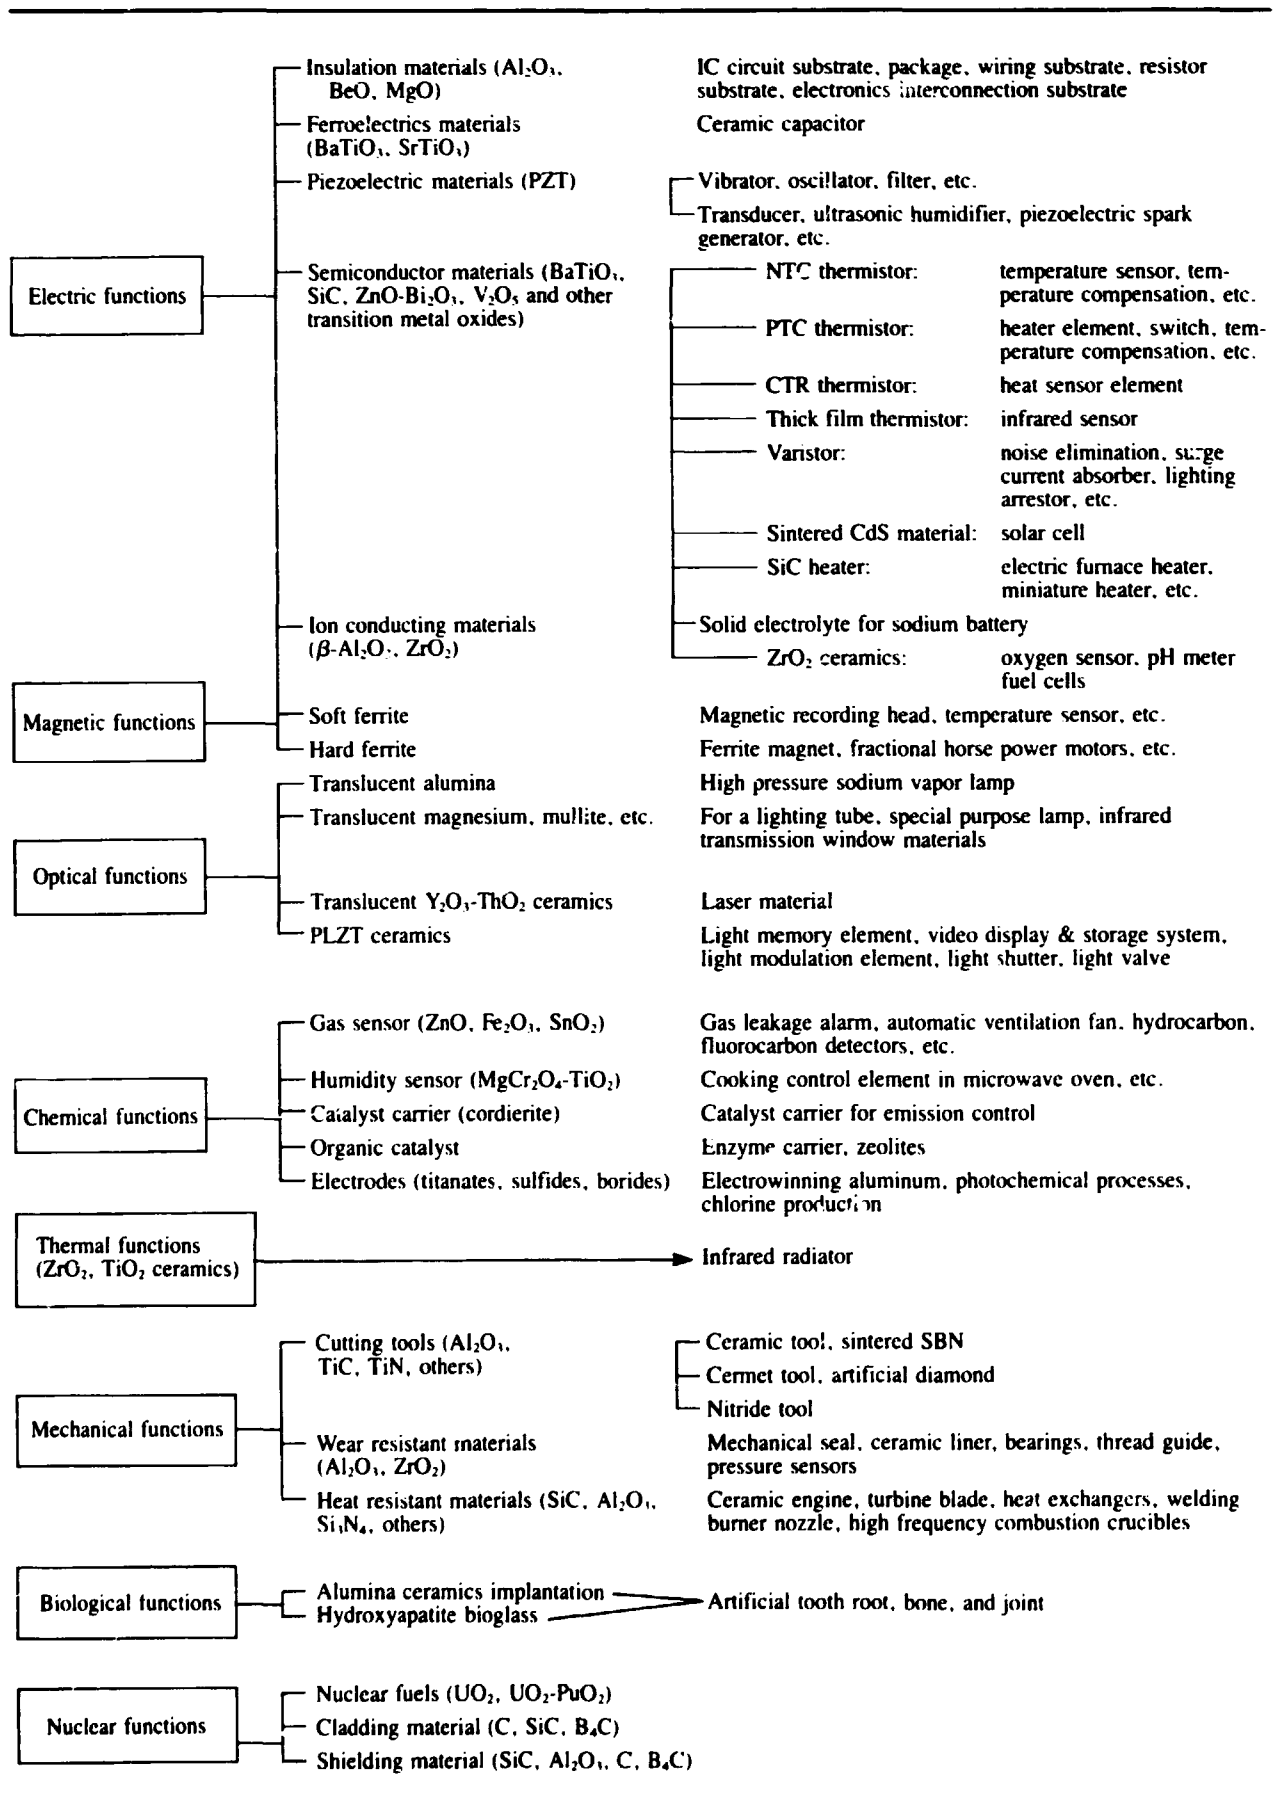 Insulation materials (Al₂O₃, IC circuit substrate, package, wiring substrate, resistor
BeO, MgO) substrate, electronics interconnection substrate
Ferroelectrics materials Ceramic capacitor
(BaTiO₃, SrTiO₃)
Piezoelectric materials (PZT) Vibrator, oscillator, filter, etc.
Transducer, ultrasonic humidifier, piezoelectric spark
generator, etc.
Electric functions
Semiconductor materials (BaTiO₃, NTC thermistor: temperature sensor, tem-
SiC, ZnO-Bi₂O₃, V₂O₅ and other perature compensation, etc.
transition metal oxides) PTC thermistor: heater element, switch, tem-
perature compensation, etc.
CTR thermistor: heat sensor element
Thick film thermistor: infrared sensor
Varistor: noise elimination, surge
current absorber, lighting
arrestor, etc.
Sintered CdS material: solar cell
SiC heater: electric furnace heater,
miniature heater, etc.
Ion conducting materials Solid electrolyte for sodium battery
(β-Al₂O₃, ZrO₂) ZrO₂ ceramics: oxygen sensor, pH meter
fuel cells
Magnetic functions
Soft ferrite Magnetic recording head, temperature sensor, etc.
Hard ferrite Ferrite magnet, fractional horse power motors, etc.
Translucent alumina High pressure sodium vapor lamp
Translucent magnesium, mullite, etc. For a lighting tube, special purpose lamp, infrared
transmission window materials
Optical functions
Translucent Y₂O₃-ThO₂ ceramics Laser material
PLZT ceramics Light memory element, video display & storage system,
light modulation element, light shutter, light valve
Gas sensor (ZnO, Fe₂O₃, SnO₂) Gas leakage alarm, automatic ventilation fan, hydrocarbon,
fluorocarbon detectors, etc.
Humidity sensor (MgCr₂O₄-TiO₂) Cooking control element in microwave oven, etc.
Chemical functions
Catalyst carrier (cordierite) Catalyst carrier for emission control
Organic catalyst Enzyme carrier, zeolites
Electrodes (titanates, sulfides, borides) Electrowinning aluminum, photochemical processes,
chlorine production
Thermal functions
(ZrO₂, TiO₂ ceramics) Infrared radiator
Cutting tools (Al₂O₃, Ceramic tool, sintered SBN
TiC, TiN, others) Cermet tool, artificial diamond
Nitride tool
Mechanical functions
Wear resistant materials Mechanical seal, ceramic liner, bearings, thread guide,
(Al₂O₃, ZrO₂) pressure sensors
Heat resistant materials (SiC, Al₂O₃, Ceramic engine, turbine blade, heat exchangers, welding
Si₃N₄, others) burner nozzle, high frequency combustion crucibles
Biological functions
Alumina ceramics implantation Artificial tooth root, bone, and joint
Hydroxyapatite bioglass
Nuclear functions
Nuclear fuels (UO₂, UO₂-PuO₂)
Cladding material (C, SiC, B₄C)
Shielding material (SiC, Al₂O₃, C, B₄C)